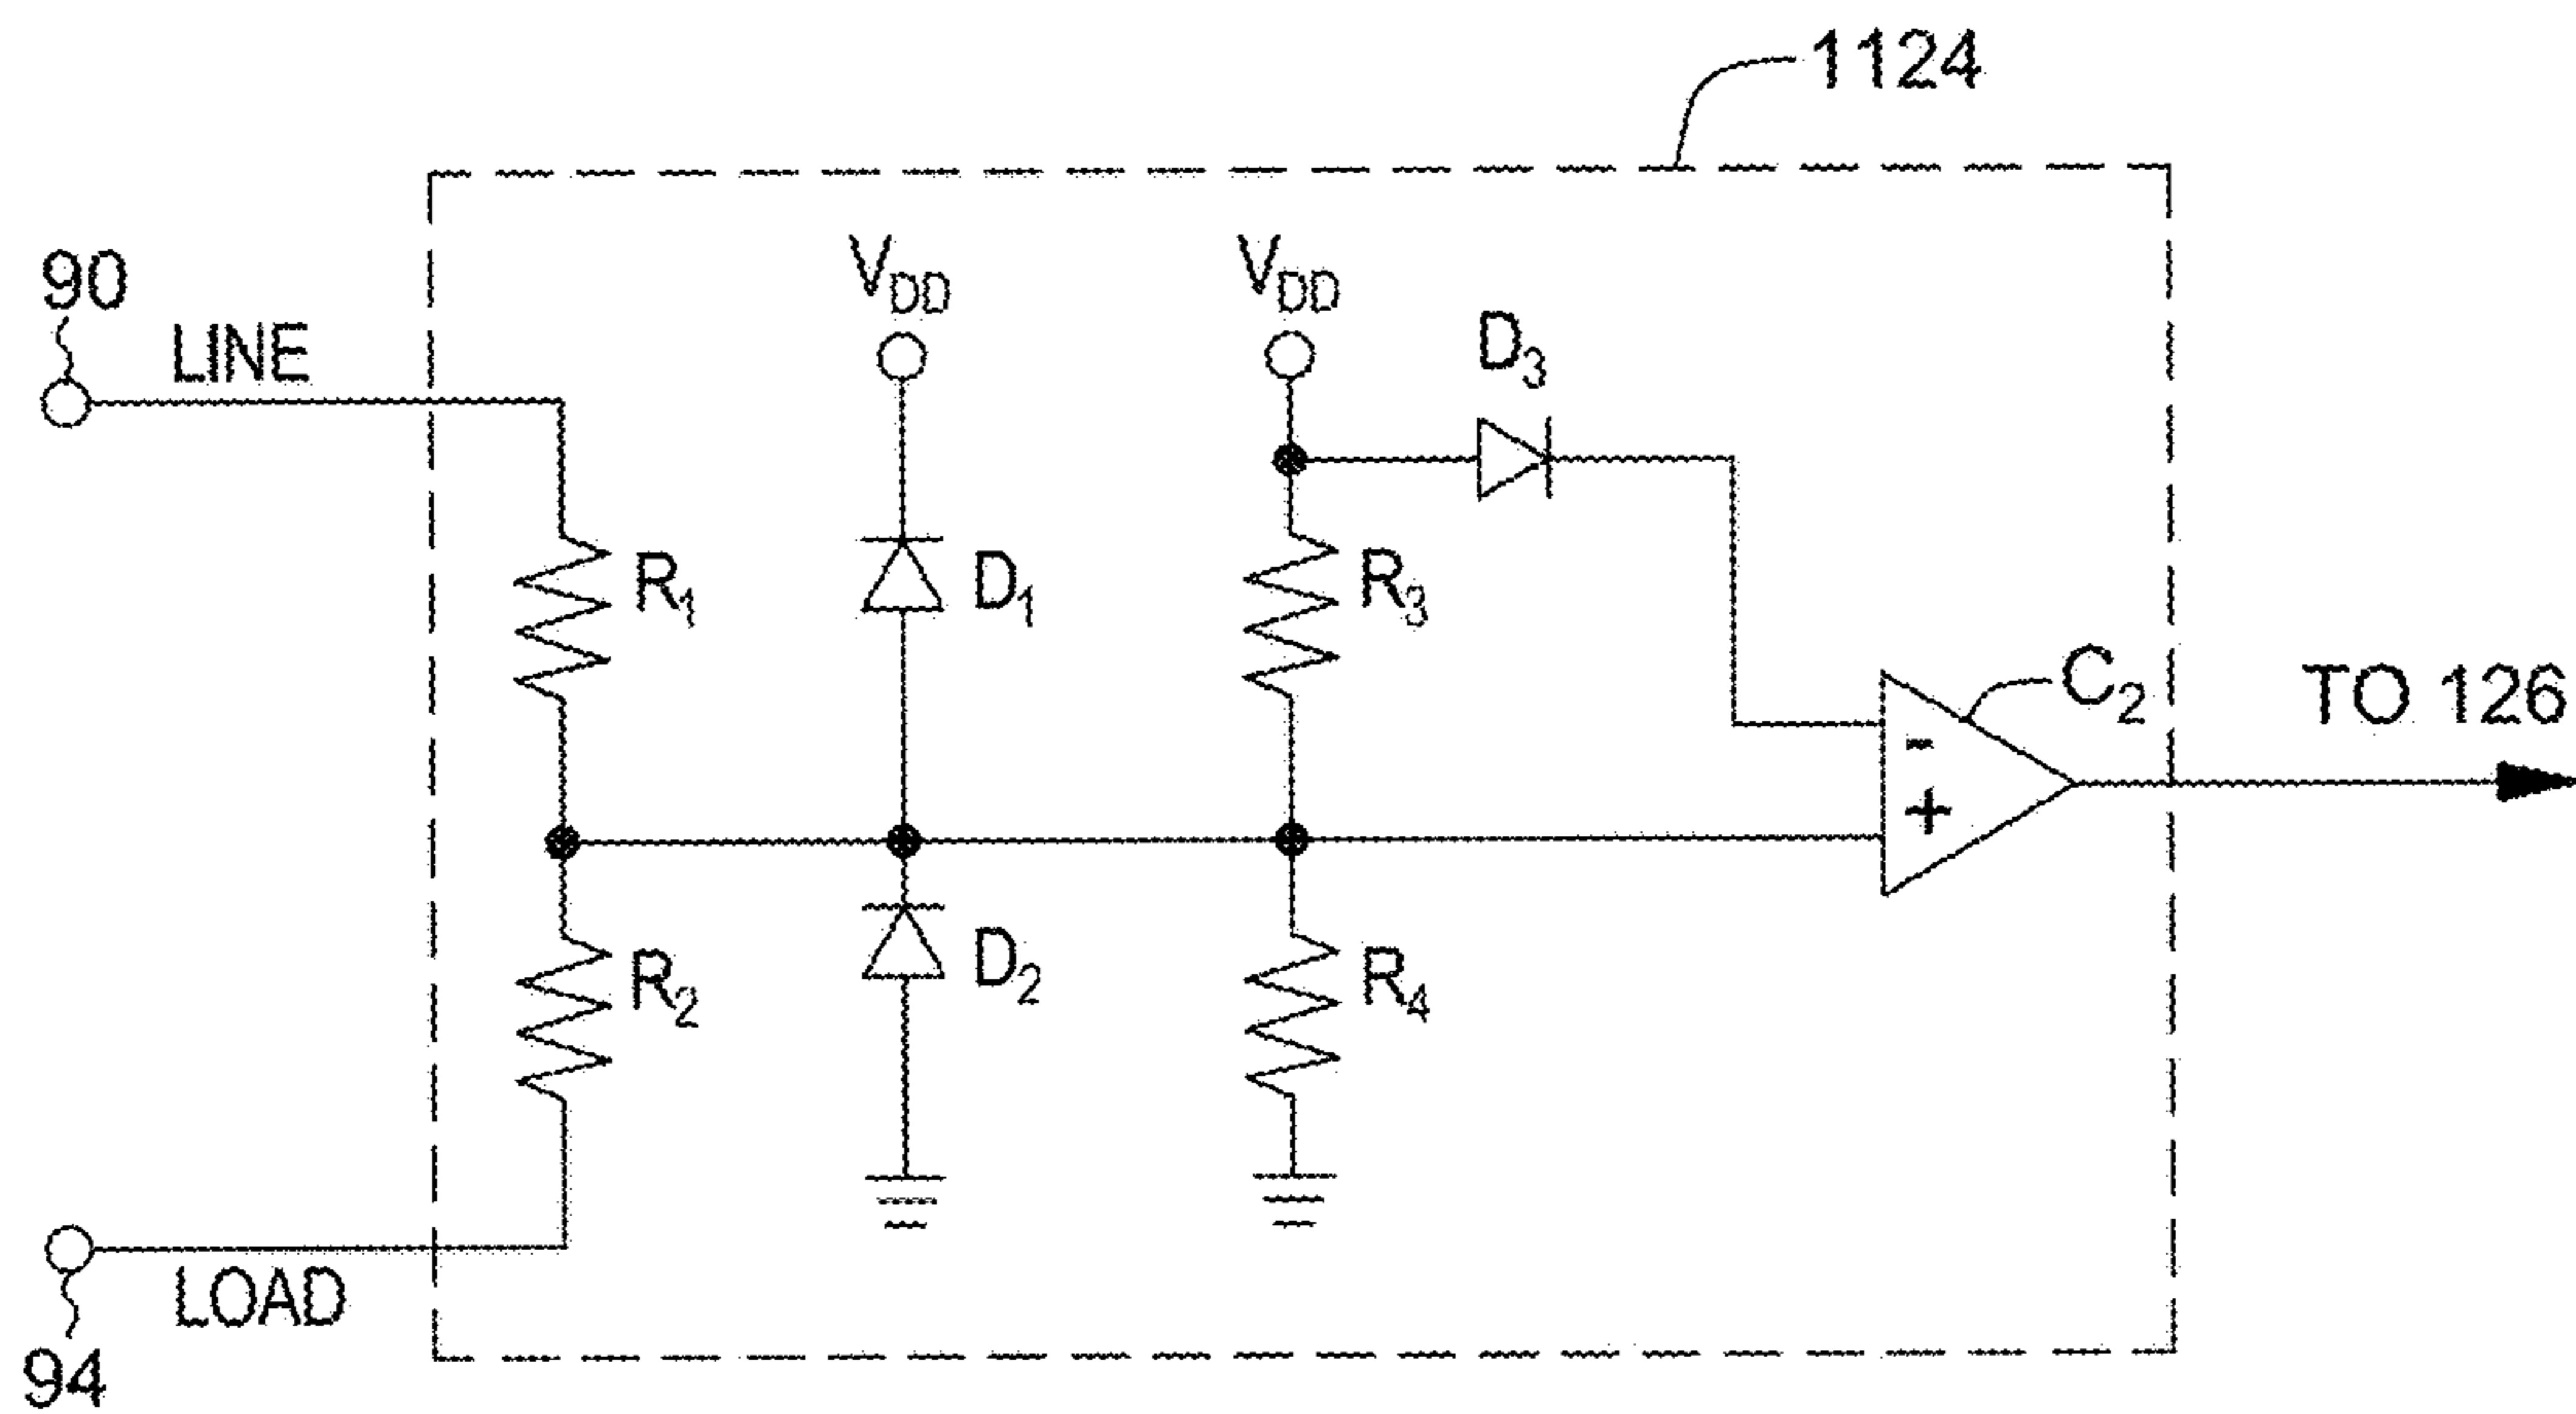 1124
90
LINE
VDD
VDD
D3
R1
D1
R3
C2
TO 126
-
+
R2
D2
R4
LOAD
94